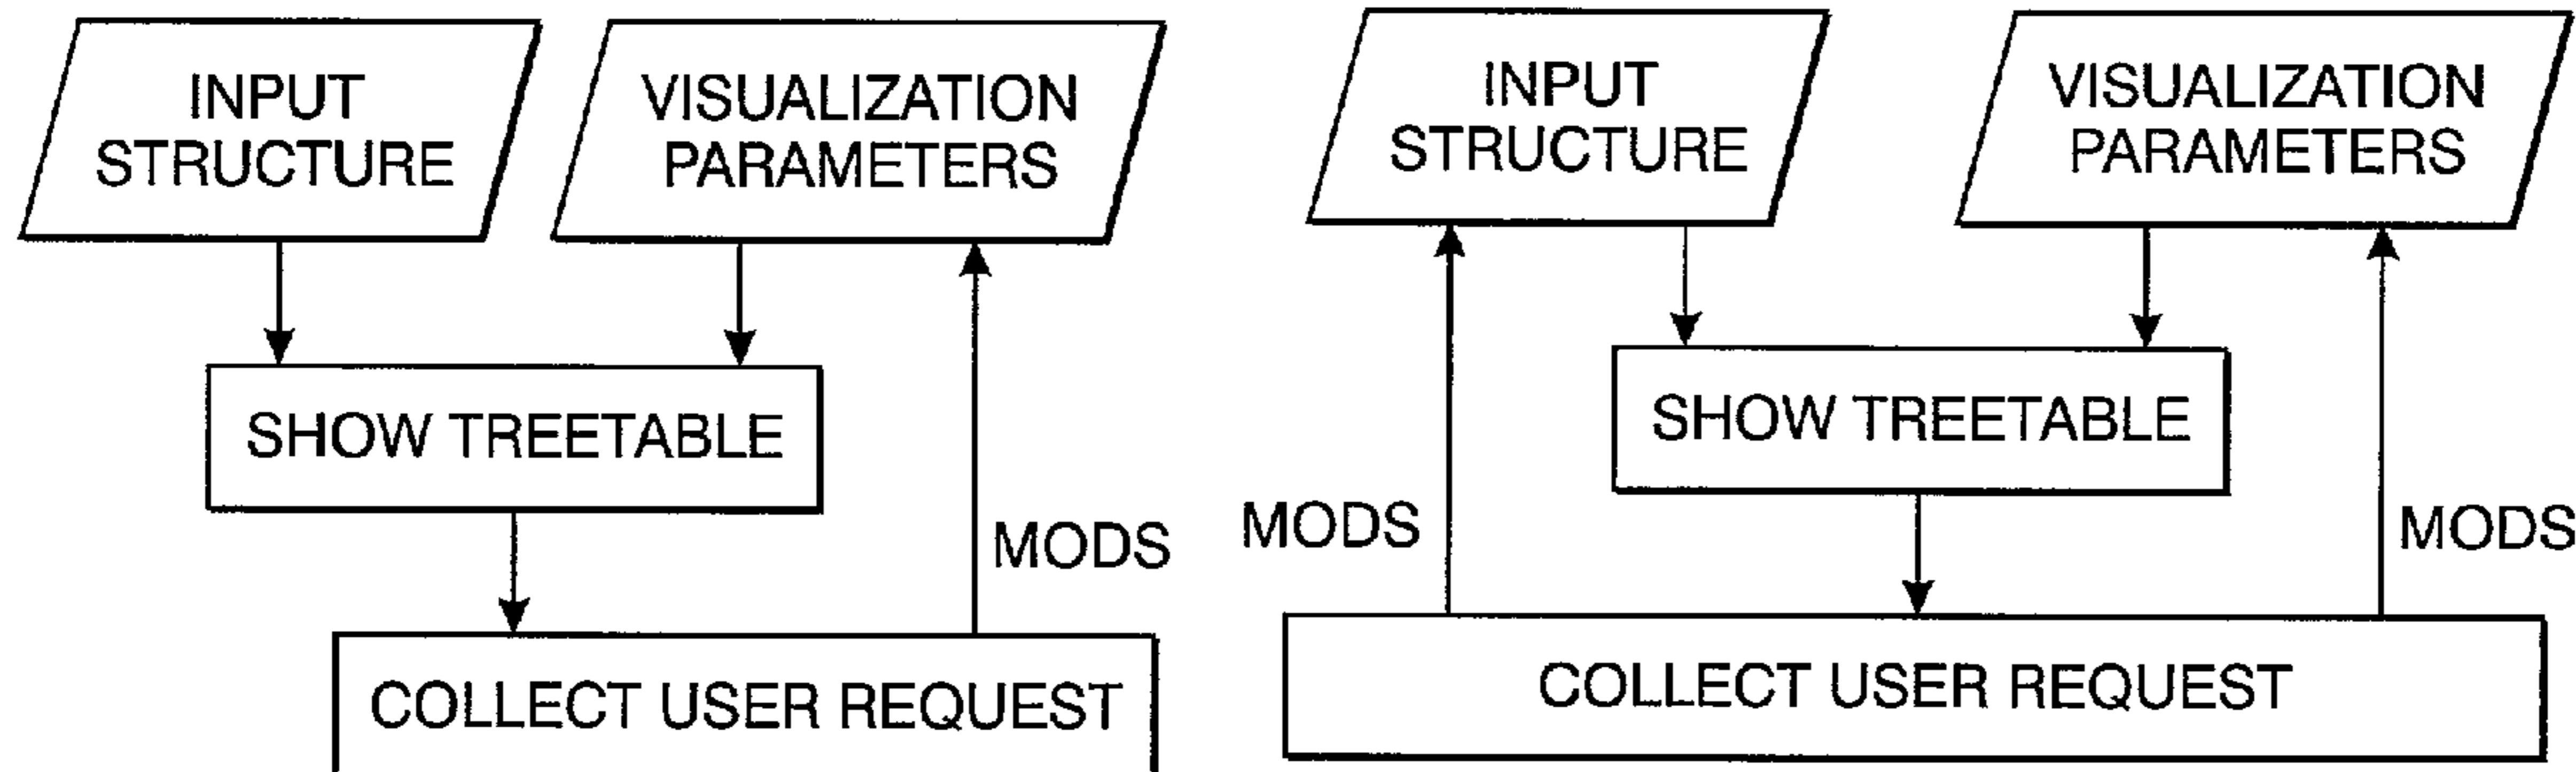 INPUT
STRUCTURE
VISUALIZATION
PARAMETERS
SHOW TREETABLE
MODS
COLLECT USER REQUEST
INPUT
STRUCTURE
VISUALIZATION
PARAMETERS
SHOW TREETABLE
MODS
MODS
COLLECT USER REQUEST